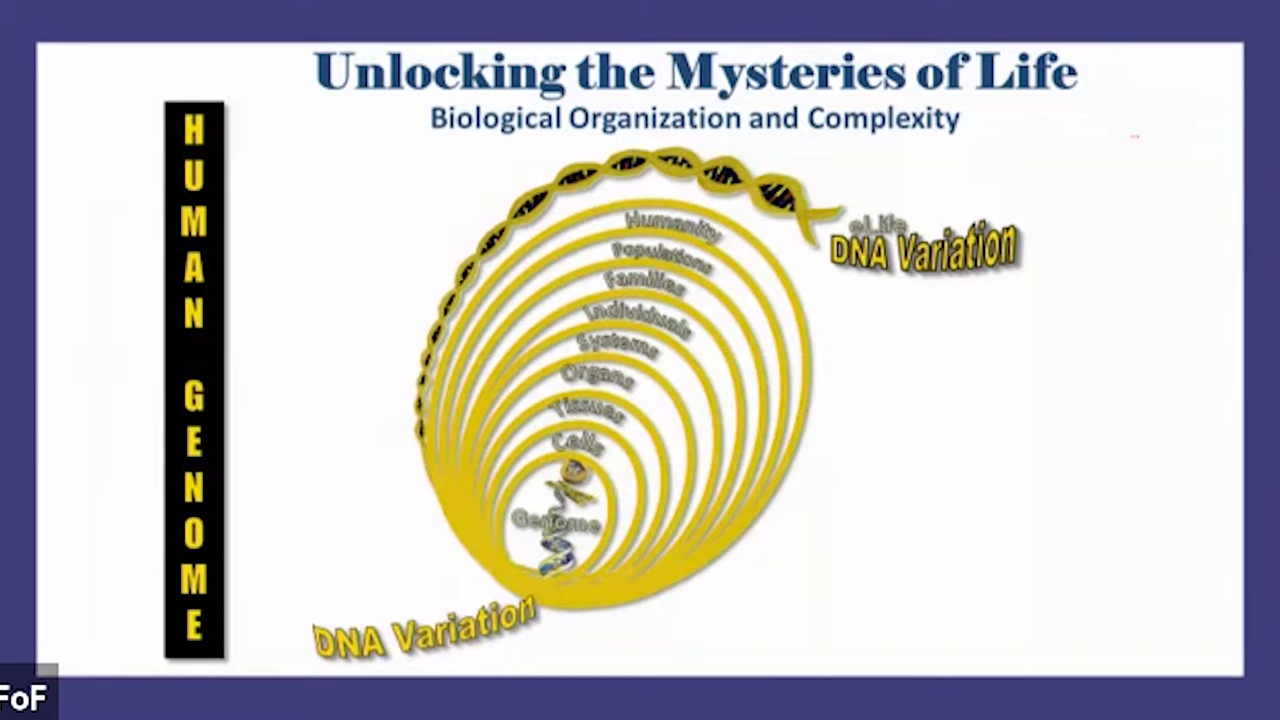 Unlocking the Mysteries of Life
Biological Organization and Complexity
HUMAN GENOME
eLife
DNA Variation
Humanity
Populations
Families
Individuals
Systems
Organs
Tissues
Cells
Genome
DNA Variation
FoF